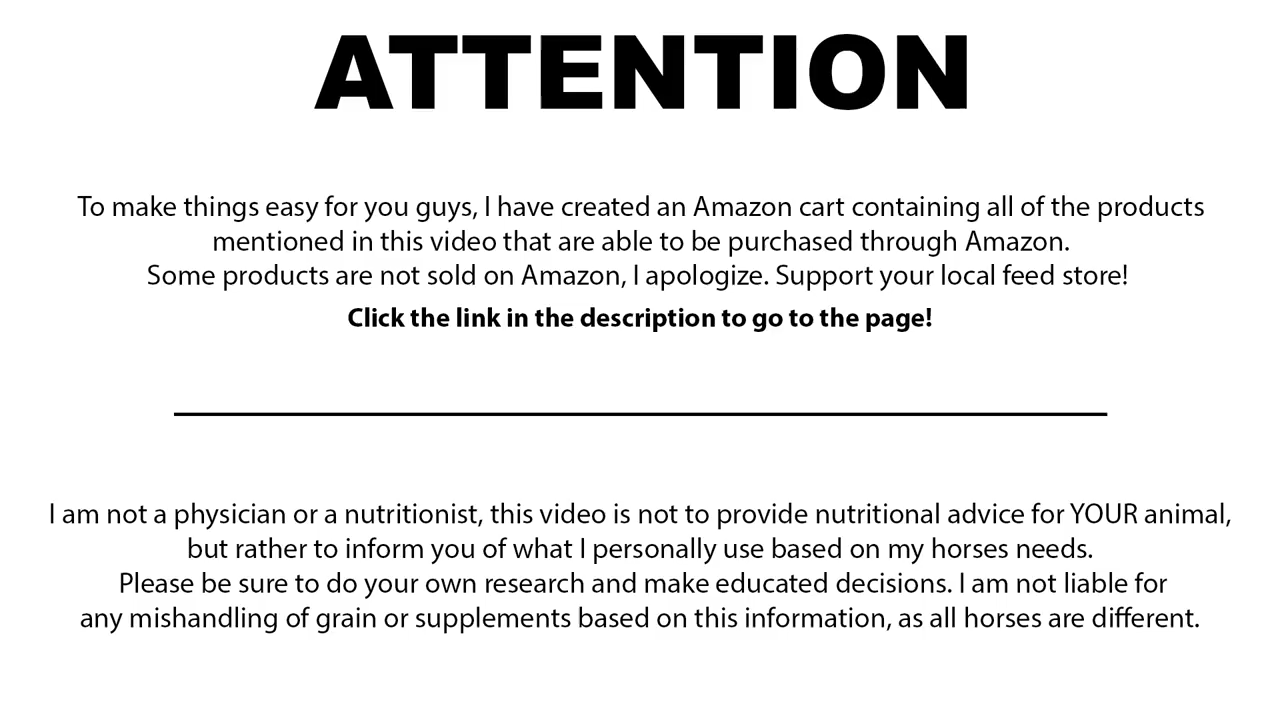 ATTENTION
To make things easy for you guys, I have created an Amazon cart containing all of the products
mentioned in this video that are able to be purchased through Amazon.
Some products are not sold on Amazon, I apologize. Support your local feed store!
Click the link in the description to go to the page!
I am not a physician or a nutritionist, this video is not to provide nutritional advice for YOUR animal,
but rather to inform you of what I personally use based on my horses needs.
Please be sure to do your own research and make educated decisions. I am not liable for
any mishandling of grain or supplements based on this information, as all horses are different.